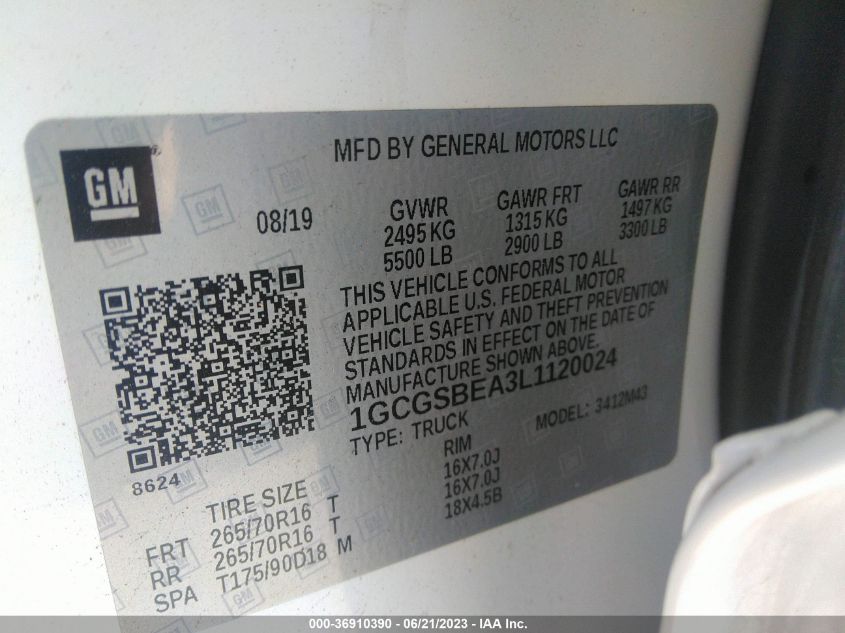 MFD BY GENERAL MOTORS LLC
GM
08/19
GVWR
2495 KG
5500 LB
GAWR FRT
1315 KG
2900 LB
GAWR RR
1497 KG
3300 LB
THIS VEHICLE CONFORMS TO ALL
APPLICABLE U.S. FEDERAL MOTOR
VEHICLE SAFETY AND THEFT PREVENTION
STANDARDS IN EFFECT ON THE DATE OF
MANUFACTURE SHOWN ABOVE.
1GCGSBEA3L1120024
TYPE: TRUCK MODEL: 3412M43
8624
TIRE SIZE RIM
FRT 265/70R16 T 16X7.0J
RR 265/70R16 T 16X7.0J
SPA T175/90D18 M 18X4.5B
000-36910390 - 06/21/2023 - IAA Inc.